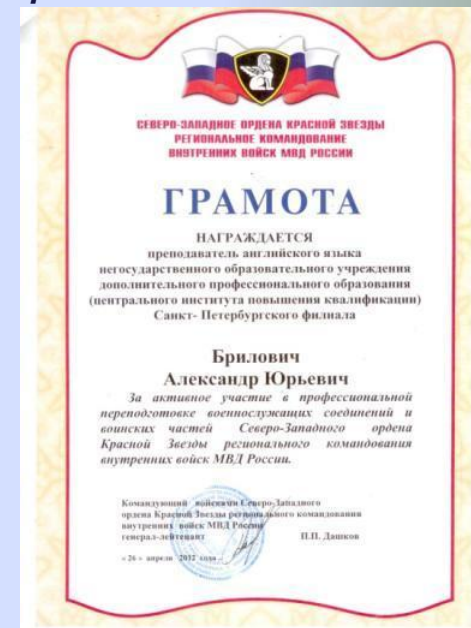 СЕВЕРО-ЗАПАДНОЕ ОРДЕНА КРАСНОЙ ЗВЕЗДЫ
РЕГИОНАЛЬНОЕ КОМАНДОВАНИЕ
ВНУТРЕННИХ ВОЙСК МВД РОССИИ
ГРАМОТА
НАГРАЖДАЕТСЯ
преподаватель английского языка
негосударственного образовательного учреждения
дополнительного профессионального образования
(центрального института повышения квалификации)
Санкт- Петербургского филиала
Брилович
Александр Юрьевич
За активное участие в профессиональной
переподготовке военнослужащих соединений и
воинских частей Северо-Западного ордена
Красной Звезды регионального командования
внутренних войск МВД России.
Командующий войсками Северо-Западного
ордена Красной Звезды регионального командования
внутренних войск МВД России
генерал-лейтенант П.П. Дашков
« 26 » апреля 2012 года